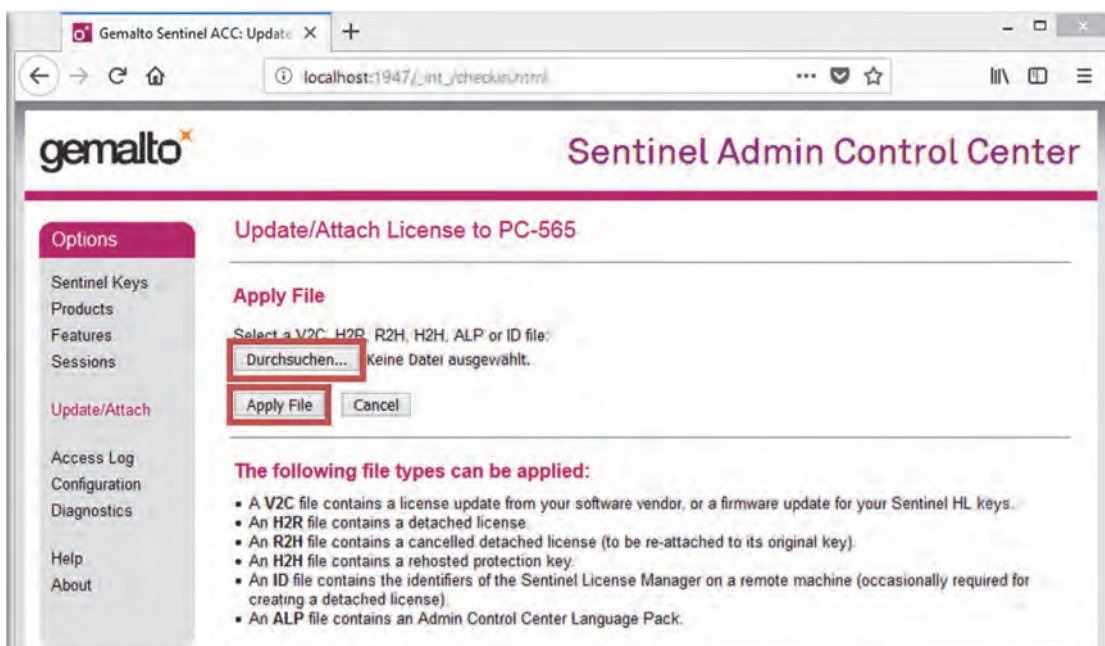 Gemalto Sentinel ACC: Update
localhost:1947/_int_/checkin.html
gemalto
Sentinel Admin Control Center
Options
Sentinel Keys
Products
Features
Sessions
Update/Attach
Access Log
Configuration
Diagnostics
Help
About
Update/Attach License to PC-565
Apply File
Select a V2C, H2R, R2H, H2H, ALP or ID file:
Durchsuchen... Keine Datei ausgewählt.
Apply File Cancel
The following file types can be applied:
• A V2C file contains a license update from your software vendor, or a firmware update for your Sentinel HL keys.
• An H2R file contains a detached license.
• An R2H file contains a cancelled detached license (to be re-attached to its original key).
• An H2H file contains a rehosted protection key.
• An ID file contains the identifiers of the Sentinel License Manager on a remote machine (occasionally required for
creating a detached license).
• An ALP file contains an Admin Control Center Language Pack.